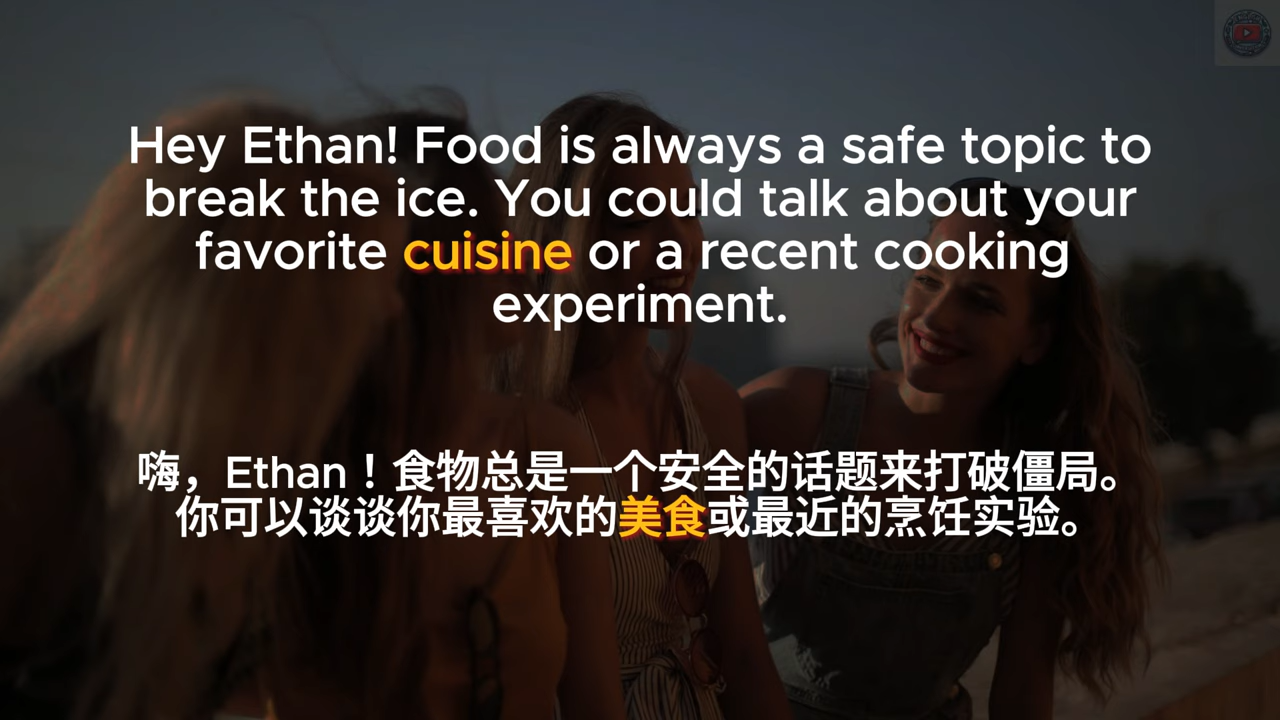 Hey Ethan! Food is always a safe topic to
break the ice. You could talk about your
favorite cuisine or a recent cooking
experiment.
嗨，Ethan！食物总是一个安全的话题来打破僵局。
你可以谈谈你最喜欢的美食或最近的烹饪实验。